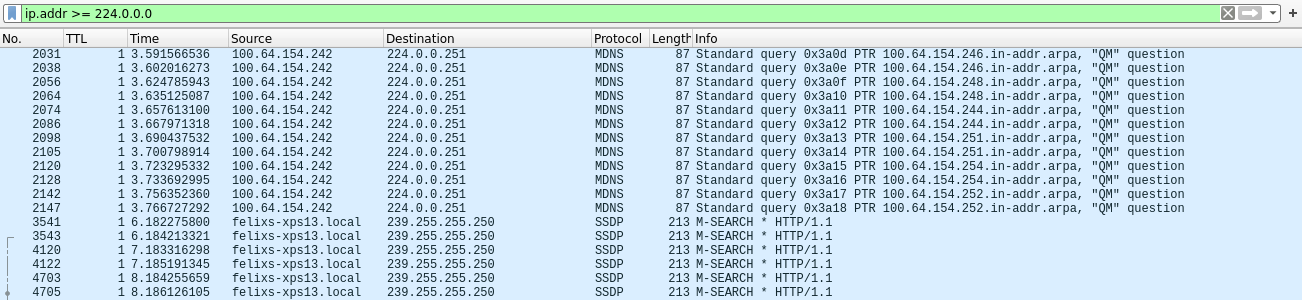 ip.addr >= 224.0.0.0
No. TTL Time Source Destination Protocol Length Info
2031 1 3.591566536 100.64.154.242 224.0.0.251 MDNS 87 Standard query 0x3a0d PTR 100.64.154.246.in-addr.arpa, "QM" question
2038 1 3.602016273 100.64.154.242 224.0.0.251 MDNS 87 Standard query 0x3a0e PTR 100.64.154.246.in-addr.arpa, "QM" question
2056 1 3.624785943 100.64.154.242 224.0.0.251 MDNS 87 Standard query 0x3a0f PTR 100.64.154.248.in-addr.arpa, "QM" question
2064 1 3.635125087 100.64.154.242 224.0.0.251 MDNS 87 Standard query 0x3a10 PTR 100.64.154.248.in-addr.arpa, "QM" question
2074 1 3.657613100 100.64.154.242 224.0.0.251 MDNS 87 Standard query 0x3a11 PTR 100.64.154.244.in-addr.arpa, "QM" question
2086 1 3.667971318 100.64.154.242 224.0.0.251 MDNS 87 Standard query 0x3a12 PTR 100.64.154.244.in-addr.arpa, "QM" question
2098 1 3.690437532 100.64.154.242 224.0.0.251 MDNS 87 Standard query 0x3a13 PTR 100.64.154.251.in-addr.arpa, "QM" question
2105 1 3.700798914 100.64.154.242 224.0.0.251 MDNS 87 Standard query 0x3a14 PTR 100.64.154.251.in-addr.arpa, "QM" question
2120 1 3.723295332 100.64.154.242 224.0.0.251 MDNS 87 Standard query 0x3a15 PTR 100.64.154.254.in-addr.arpa, "QM" question
2128 1 3.733692995 100.64.154.242 224.0.0.251 MDNS 87 Standard query 0x3a16 PTR 100.64.154.254.in-addr.arpa, "QM" question
2142 1 3.756352360 100.64.154.242 224.0.0.251 MDNS 87 Standard query 0x3a17 PTR 100.64.154.252.in-addr.arpa, "QM" question
2147 1 3.766727292 100.64.154.242 224.0.0.251 MDNS 87 Standard query 0x3a18 PTR 100.64.154.252.in-addr.arpa, "QM" question
3541 1 6.182275800 felixs-xps13.local 239.255.255.250 SSDP 213 M-SEARCH * HTTP/1.1
3543 1 6.184213321 felixs-xps13.local 239.255.255.250 SSDP 213 M-SEARCH * HTTP/1.1
4120 1 7.183316298 felixs-xps13.local 239.255.255.250 SSDP 213 M-SEARCH * HTTP/1.1
4122 1 7.185191345 felixs-xps13.local 239.255.255.250 SSDP 213 M-SEARCH * HTTP/1.1
4703 1 8.184255659 felixs-xps13.local 239.255.255.250 SSDP 213 M-SEARCH * HTTP/1.1
4705 1 8.186126105 felixs-xps13.local 239.255.255.250 SSDP 213 M-SEARCH * HTTP/1.1